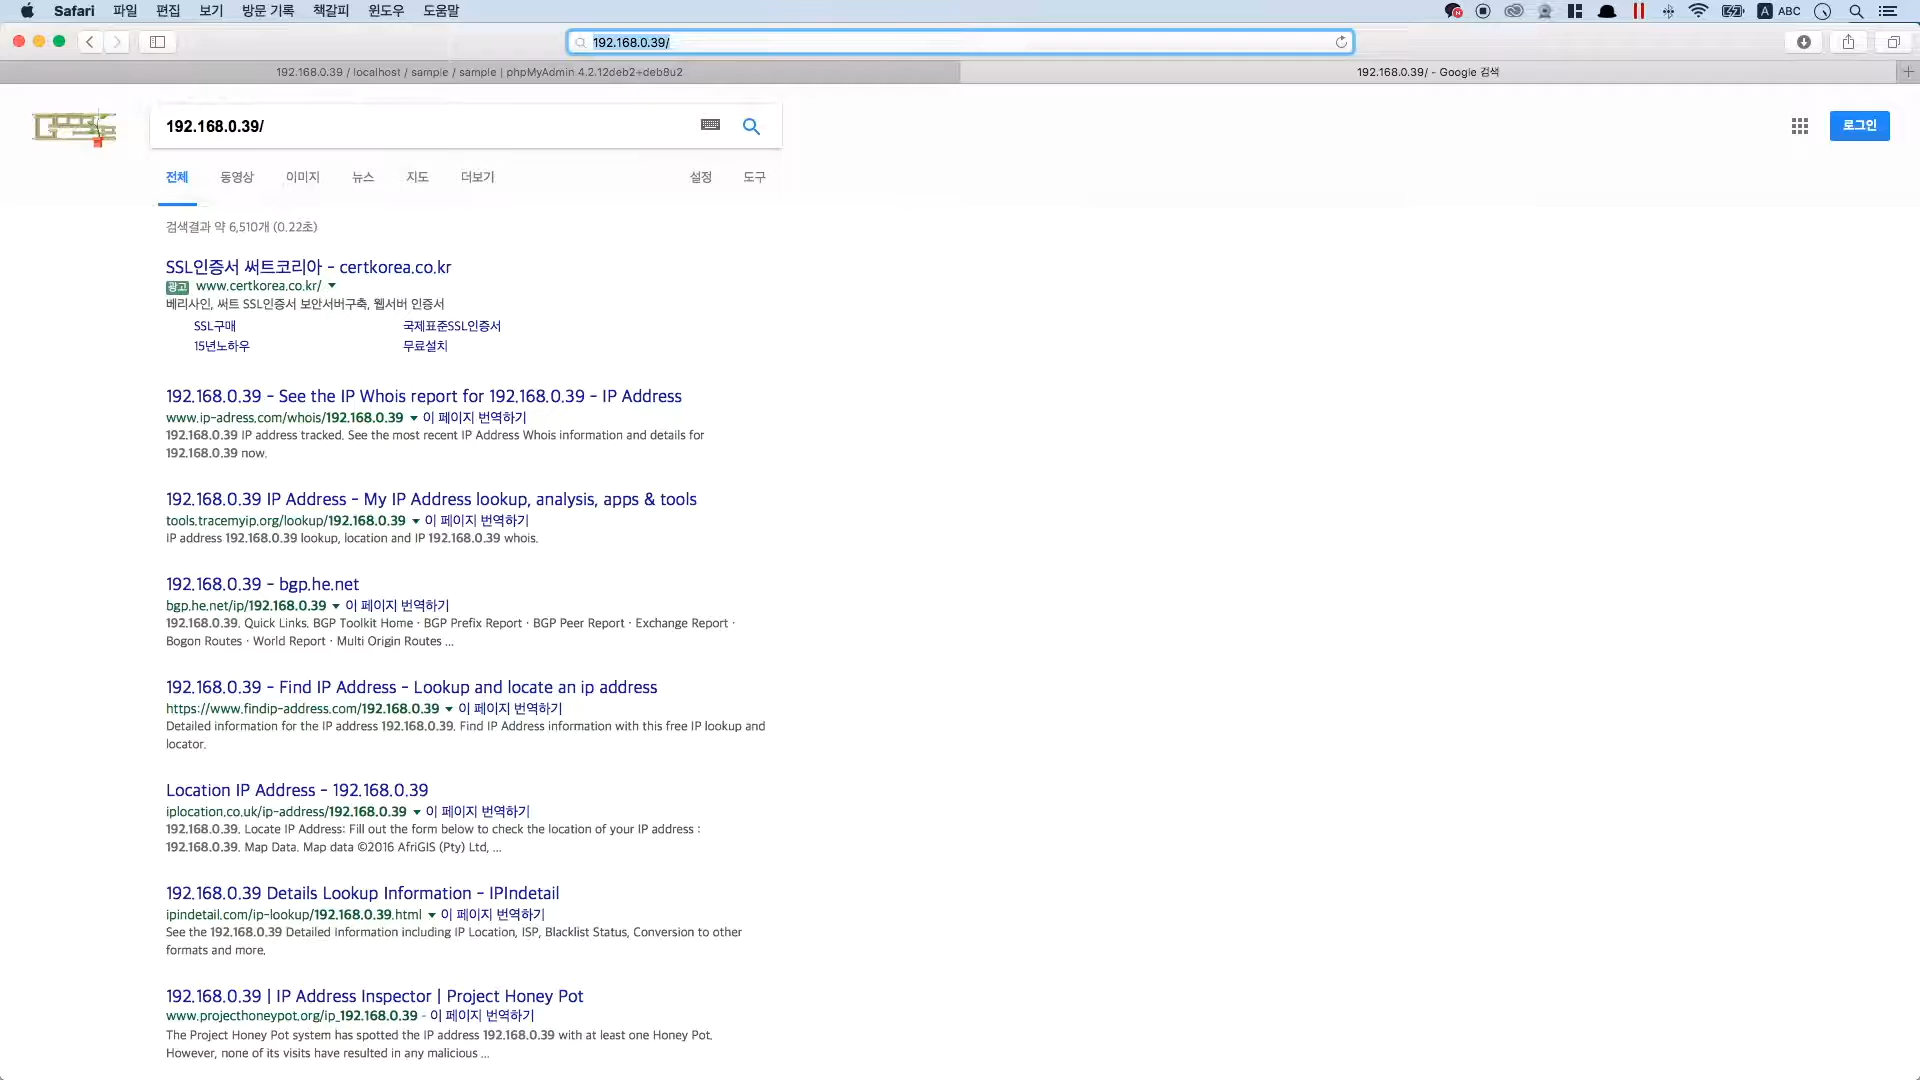 Safari 파일 편집 보기 방문 기록 책갈피 윈도우 도움말
A ABC
192.168.0.39/
192.168.0.39 / localhost / sample / sample | phpMyAdmin 4.2.12deb2+deb8u2
192.168.0.39/ - Google 검색
192.168.0.39/
로그인
전체 동영상 이미지 뉴스 지도 더보기 설정 도구
검색결과 약 6,510개 (0.22초)
SSL인증서 써트코리아 - certkorea.co.kr
광고 www.certkorea.co.kr/
베리사인, 써트 SSL인증서 보안서버구축, 웹서버 인증서
SSL구매 국제표준SSL인증서
15년노하우 무료설치
192.168.0.39 - See the IP Whois report for 192.168.0.39 - IP Address
www.ip-adress.com/whois/192.168.0.39 이 페이지 번역하기
192.168.0.39 IP address tracked. See the most recent IP Address Whois information and details for
192.168.0.39 now.
192.168.0.39 IP Address - My IP Address lookup, analysis, apps & tools
tools.tracemyip.org/lookup/192.168.0.39 이 페이지 번역하기
IP address 192.168.0.39 lookup, location and IP 192.168.0.39 whois.
192.168.0.39 - bgp.he.net
bgp.he.net/ip/192.168.0.39 이 페이지 번역하기
192.168.0.39. Quick Links. BGP Toolkit Home · BGP Prefix Report · BGP Peer Report · Exchange Report ·
Bogon Routes · World Report · Multi Origin Routes ...
192.168.0.39 - Find IP Address - Lookup and locate an ip address
https://www.findip-address.com/192.168.0.39 이 페이지 번역하기
Detailed information for the IP address 192.168.0.39. Find IP Address information with this free IP lookup and
locator.
Location IP Address - 192.168.0.39
iplocation.co.uk/ip-address/192.168.0.39 이 페이지 번역하기
192.168.0.39. Locate IP Address: Fill out the form below to check the location of your IP address :
192.168.0.39. Map Data. Map data ©2016 AfriGIS (Pty) Ltd, ...
192.168.0.39 Details Lookup Information - IPIndetail
ipindetail.com/ip-lookup/192.168.0.39.html 이 페이지 번역하기
See the 192.168.0.39 Detailed Information including IP Location, ISP, Blacklist Status, Conversion to other
formats and more.
192.168.0.39 | IP Address Inspector | Project Honey Pot
www.projecthoneypot.org/ip_192.168.0.39 - 이 페이지 번역하기
The Project Honey Pot system has spotted the IP address 192.168.0.39 with at least one Honey Pot.
However, none of its visits have resulted in any malicious ...